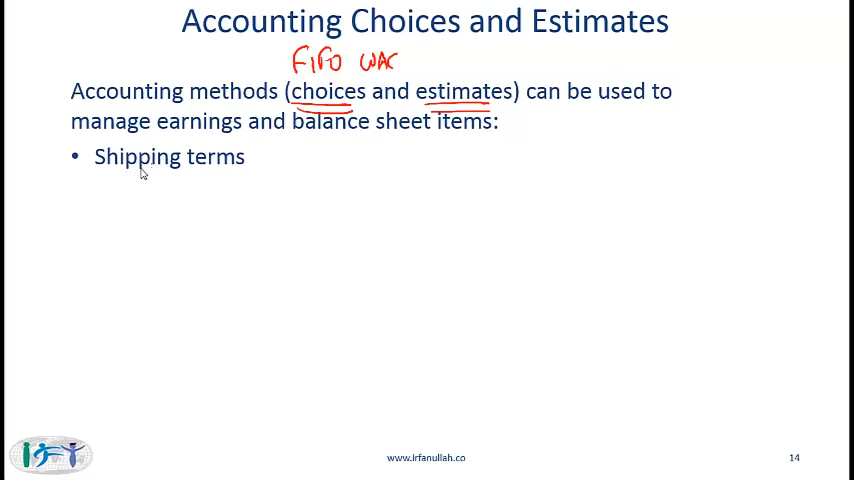 Accounting Choices and Estimates
FIFO WAC
Accounting methods (choices and estimates) can be used to
manage earnings and balance sheet items:
• Shipping terms
IFT
www.irfanullah.co
14